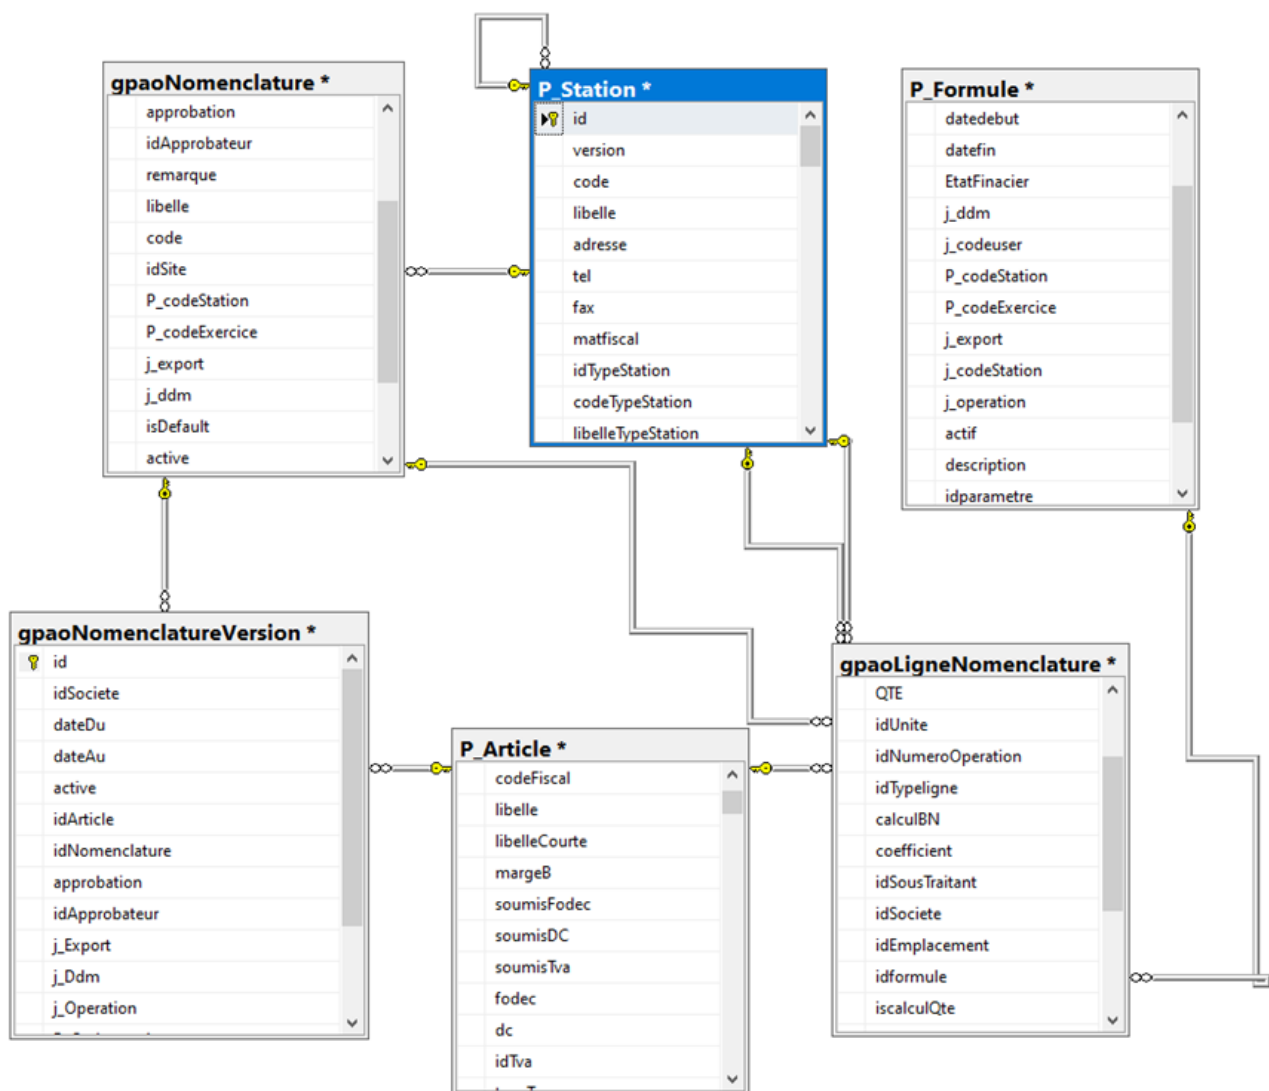 gpaoNomenclature *
approbation
idApprobateur
remarque
libelle
code
idSite
P_codeStation
P_codeExercice
j_export
j_ddm
isDefault
active
P_Station *
id
version
code
libelle
adresse
tel
fax
matfiscal
idTypeStation
codeTypeStation
libelleTypeStation
P_Formule *
datedebut
datefin
EtatFinacier
j_ddm
j_codeuser
P_codeStation
P_codeExercice
j_export
j_codeStation
j_operation
actif
description
idparametre
gpaoNomenclatureVersion *
id
idSociete
dateDu
dateAu
active
idArticle
idNomenclature
approbation
idApprobateur
j_Export
j_Ddm
j_Operation
P_Article *
codeFiscal
libelle
libelleCourte
margeB
soumisFodec
soumisDC
soumisTva
fodec
dc
idTva
gpaoLigneNomenclature *
QTE
idUnite
idNumeroOperation
idTypeligne
calculBN
coefficient
idSousTraitant
idSociete
idEmplacement
idformule
iscalculQte